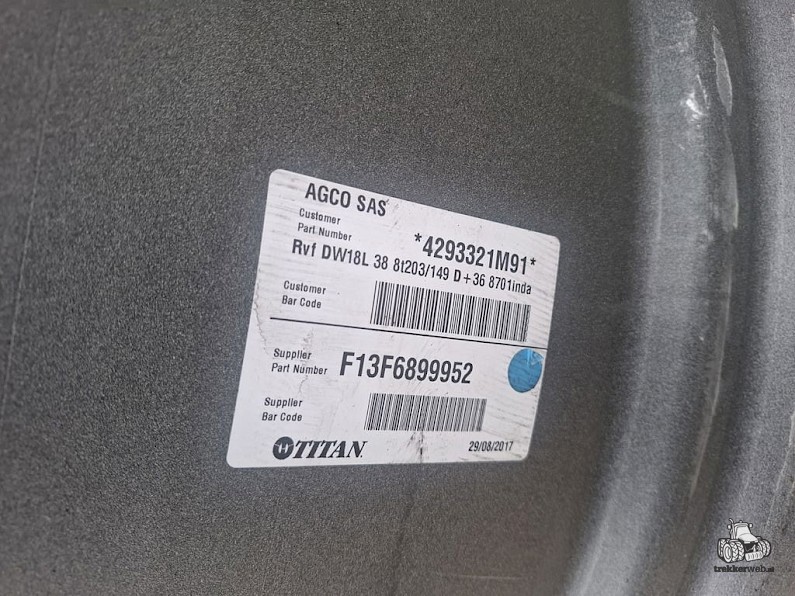 AGCO SAS
Customer
Part Number
*4293321M91*
Rvf DW18L 38 8t203/149 D+36 8701inda
Customer
Bar Code
Supplier
Part Number
F13F6899952
Supplier
Bar Code
TITAN
29/08/2017
trekkerweb.nl